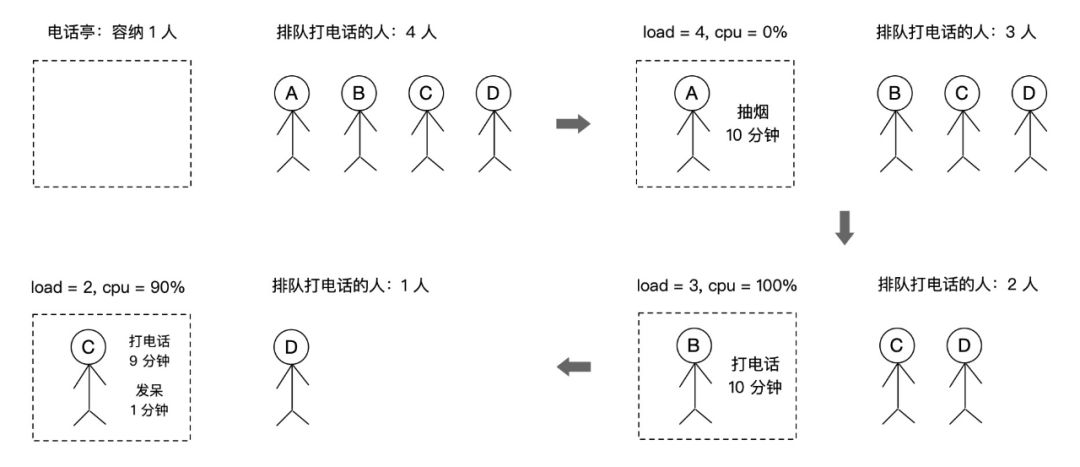 电话亭：容纳 1 人
排队打电话的人：4 人
A
B
C
D
load = 4, cpu = 0%
排队打电话的人：3 人
A
抽烟
10 分钟
B
C
D
load = 2, cpu = 90%
排队打电话的人：1 人
C
打电话
9 分钟
发呆
1 分钟
D
load = 3, cpu = 100%
排队打电话的人：2 人
B
打电话
10 分钟
C
D